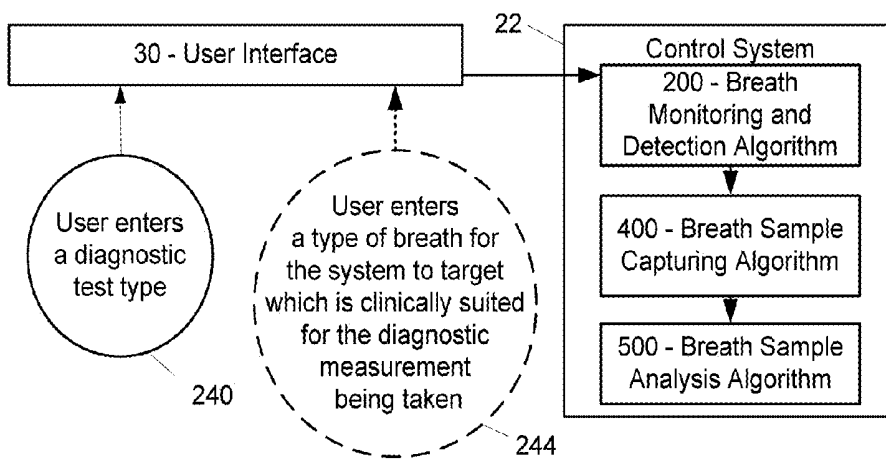 22
30 - User Interface
Control System
200 - Breath
Monitoring and
Detection Algorithm
400 - Breath Sample
Capturing Algorithm
500 - Breath Sample
Analysis Algorithm
User enters
a diagnostic
test type
240
User enters
a type of breath for
the system to target
which is clinically suited
for the diagnostic
measurement
being taken
244